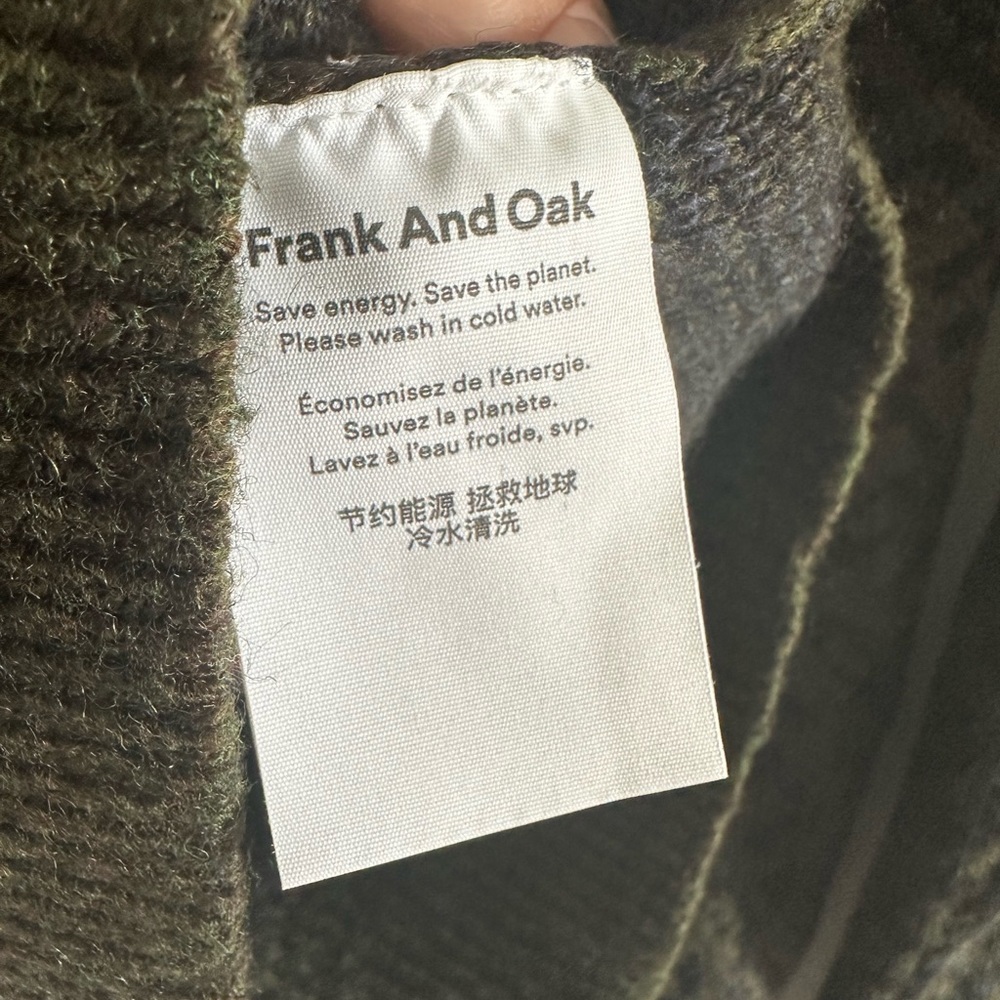 Frank And Oak
Save energy. Save the planet.
Please wash in cold water.
Économisez de l'énergie.
Sauvez la planète.
Lavez à l'eau froide, svp.
节约能源 拯救地球
冷水清洗